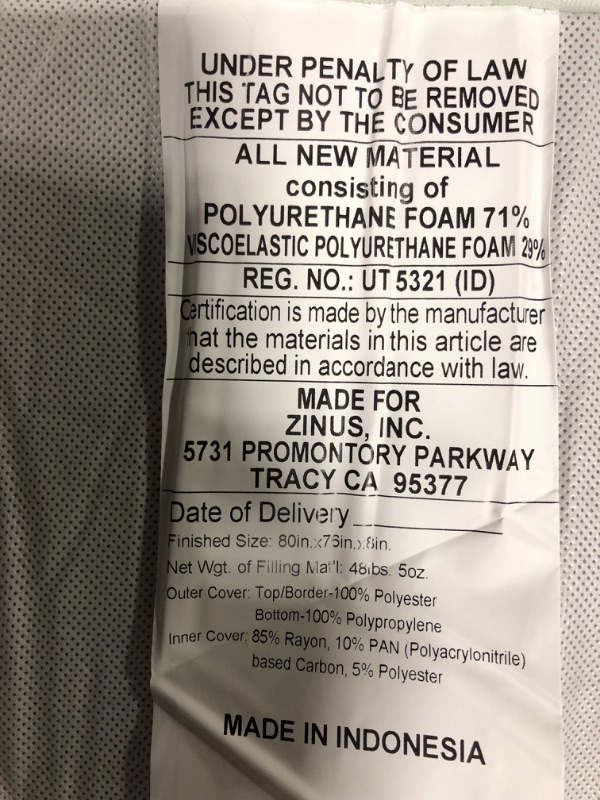 UNDER PENALTY OF LAW
THIS TAG NOT TO BE REMOVED
EXCEPT BY THE CONSUMER
ALL NEW MATERIAL
consisting of
POLYURETHANE FOAM 71%
VISCOELASTIC POLYURETHANE FOAM 29%
REG. NO.: UT 5321 (ID)
Certification is made by the manufacturer
that the materials in this article are
described in accordance with law.
MADE FOR
ZINUS, INC.
5731 PROMONTORY PARKWAY
TRACY CA 95377
Date of Delivery
Finished Size: 80in.x76in.x8in.
Net Wgt. of Filling Mat'l: 48lbs. 5oz.
Outer Cover: Top/Border-100% Polyester
Bottom-100% Polypropylene
Inner Cover: 85% Rayon, 10% PAN (Polyacrylonitrile)
based Carbon, 5% Polyester
MADE IN INDONESIA